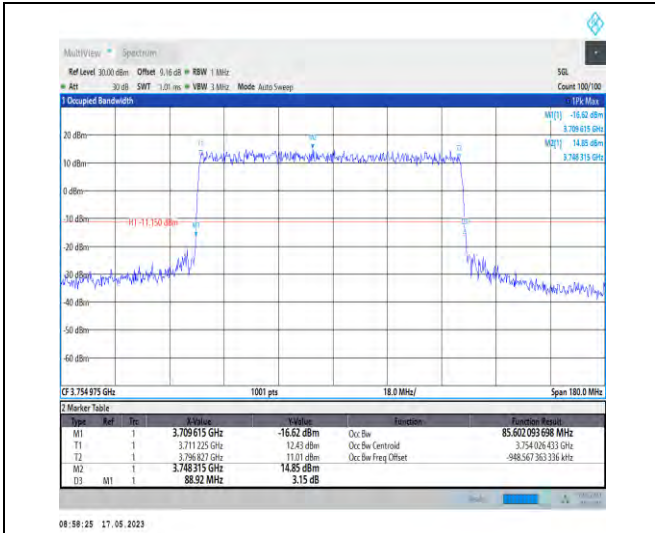 MultiView Spectrum
Ref Level 30.00 dBm Offset 9.16 dB RBW 1 MHz SGL
Att 30 dB SWT 1.01 ms VBW 3 MHz Mode Auto Sweep Count 100/100
1 Occupied Bandwidth 1Pk Max
M1[1] -16.62 dBm
3.709 615 GHz
M2[1] 14.85 dBm
3.748 315 GHz
20 dBm
T1 M2 T2
10 dBm
0 dBm
-10 dBm
H1 -11.150 dBm
M1
-20 dBm
-30 dBm
-40 dBm
-50 dBm
-60 dBm
CF 3.754 975 GHz 1001 pts 18.0 MHz/ Span 180.0 MHz
2 Marker Table
Type Ref Trc X-Value Y-Value Function Function Result
M1 1 3.709 615 GHz -16.62 dBm Occ Bw 85.602 093 698 MHz
T1 1 3.711 225 GHz 12.43 dBm Occ Bw Centroid 3.754 026 433 GHz
T2 1 3.796 827 GHz 11.01 dBm Occ Bw Freq Offset -948.567 363 336 kHz
M2 1 3.748 315 GHz 14.85 dBm
D3 M1 1 88.92 MHz 3.15 dB
08:58:25 17.05.2023